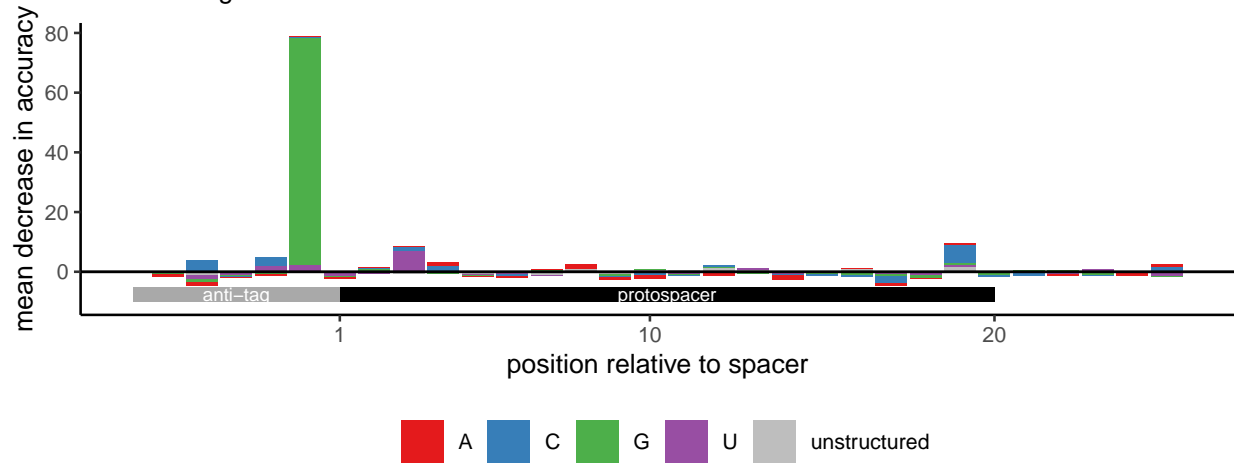 mean decrease in accuracy
80
60
40
20
0
anti−tag
protospacer
1
10
20
position relative to spacer
A
C
G
U
unstructured